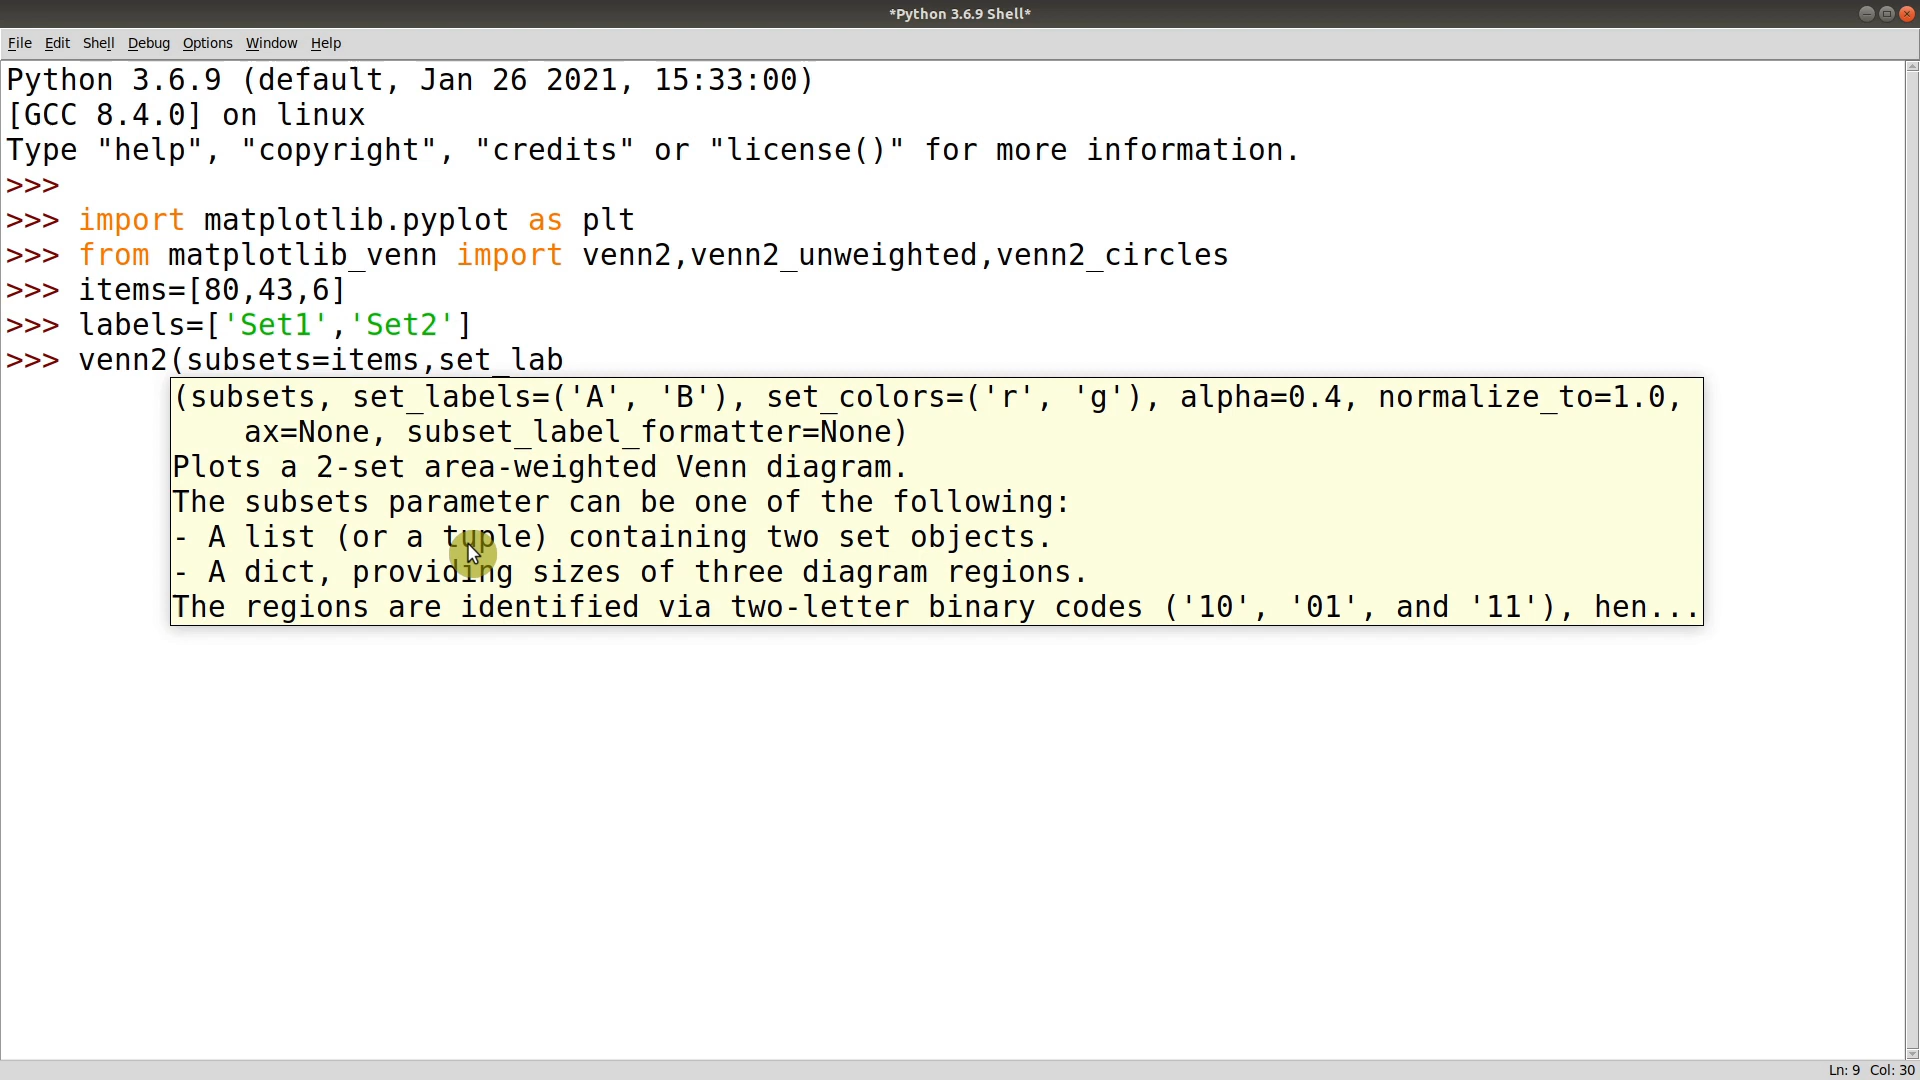 *Python 3.6.9 Shell*
File Edit Shell Debug Options Window Help
Python 3.6.9 (default, Jan 26 2021, 15:33:00)
[GCC 8.4.0] on linux
Type "help", "copyright", "credits" or "license()" for more information.
>>>
>>> import matplotlib.pyplot as plt
>>> from matplotlib_venn import venn2,venn2_unweighted,venn2_circles
>>> items=[80,43,6]
>>> labels=['Set1','Set2']
>>> venn2(subsets=items,set_lab
(subsets, set_labels=('A', 'B'), set_colors=('r', 'g'), alpha=0.4, normalize_to=1.0,
ax=None, subset_label_formatter=None)
Plots a 2-set area-weighted Venn diagram.
The subsets parameter can be one of the following:
- A list (or a tuple) containing two set objects.
- A dict, providing sizes of three diagram regions.
The regions are identified via two-letter binary codes ('10', '01', and '11'), hen...
Ln: 9 Col: 30